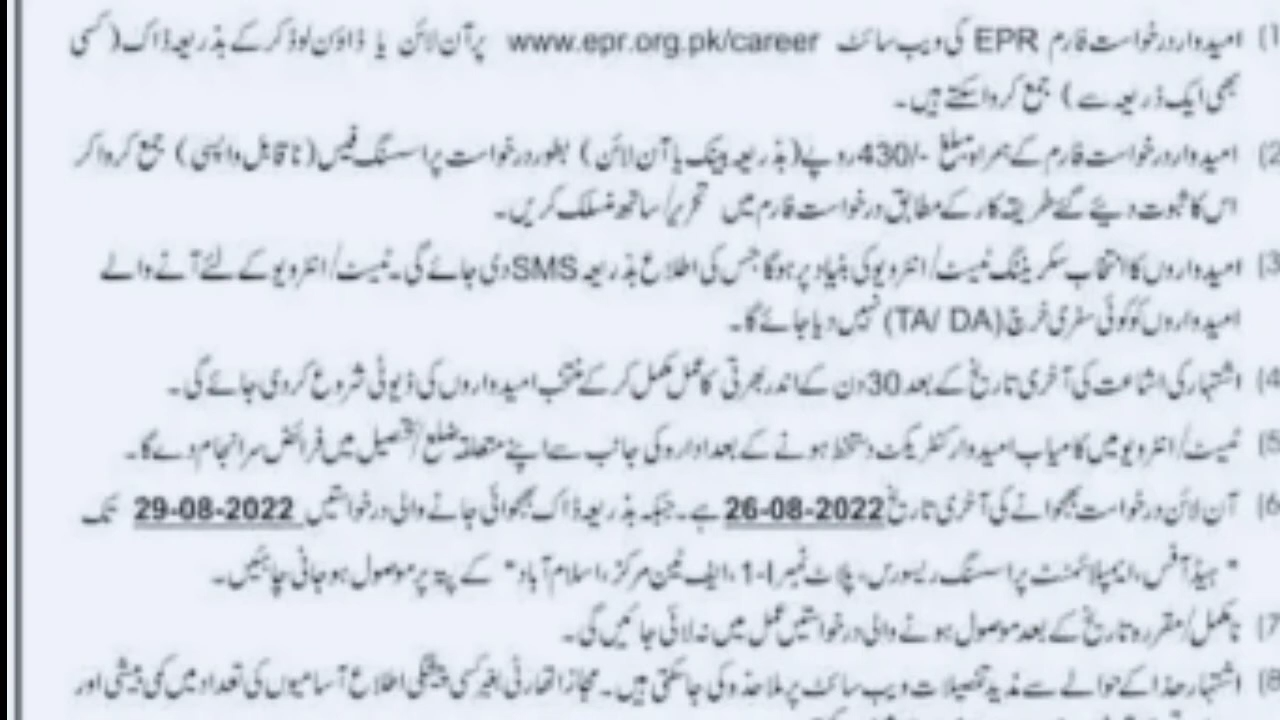 1) امیدوار درخواست فارم EPR کی ویب سائٹ www.epr.org.pk/career پر آن لائن یا ڈاؤن لوڈ کر کے بذریعہ ڈاک (کسی
بھی ایک ذریعہ سے) جمع کروا سکتے ہیں۔
2) امیدوار درخواست فارم کے ہمراہ مبلغ -/430 روپے (بذریعہ بینک یا آن لائن) بطور درخواست پراسسنگ فیس (ناقابل واپسی) جمع کروا کر
اس کا ثبوت دیئے گئے طریقہ کار کے مطابق درخواست فارم میں تحریر/ساتھ منسلک کریں۔
3) امیدواروں کا انتخاب سکریننگ ٹیسٹ/انٹرویو کی بنیاد پر ہوگا جس کی اطلاع بذریعہ SMS دی جائے گی۔ ٹیسٹ/انٹرویو کے لئے آنے والے
امیدواروں کو کوئی سفری خرچ (TA/ DA) نہیں دیا جائے گا۔
4) اشتہار کی اشاعت کی آخری تاریخ کے بعد 30 دن کے اندر بھرتی کا عمل مکمل کر کے منتخب امیدواروں کی ڈیوٹی شروع کر دی جائے گی۔
5) ٹیسٹ/انٹرویو میں کامیاب امیدوار کنٹریکٹ دستخط ہونے کے بعد ادارہ کی جانب سے اپنے متعلقہ ضلع/تحصیل میں فرائض سرانجام دے گا۔
6) آن لائن درخواست بھجوانے کی آخری تاریخ 26-08-2022 ہے۔ جبکہ بذریعہ ڈاک بھجوائی جانے والی درخواستیں 29-08-2022 تک
"ہیڈ آفس، ایمپلائمنٹ پراسسنگ ریسورس، پلاٹ نمبر 1-I، ایف ٹین مرکز، اسلام آباد" کے پتہ پر موصول ہو جانی چاہئیں۔
7) نامکمل/مقررہ تاریخ کے بعد موصول ہونے والی درخواستیں عمل میں نہ لائی جائیں گی۔
8) اشتہار ھذا کے حوالے سے مذید تفصیلات ویب سائٹ پر ملاحظہ کی جا سکتی ہیں۔ مجاز اتھارٹی بغیر کسی پیشگی اطلاع آسامیوں کی تعداد میں کمی بیشی اور